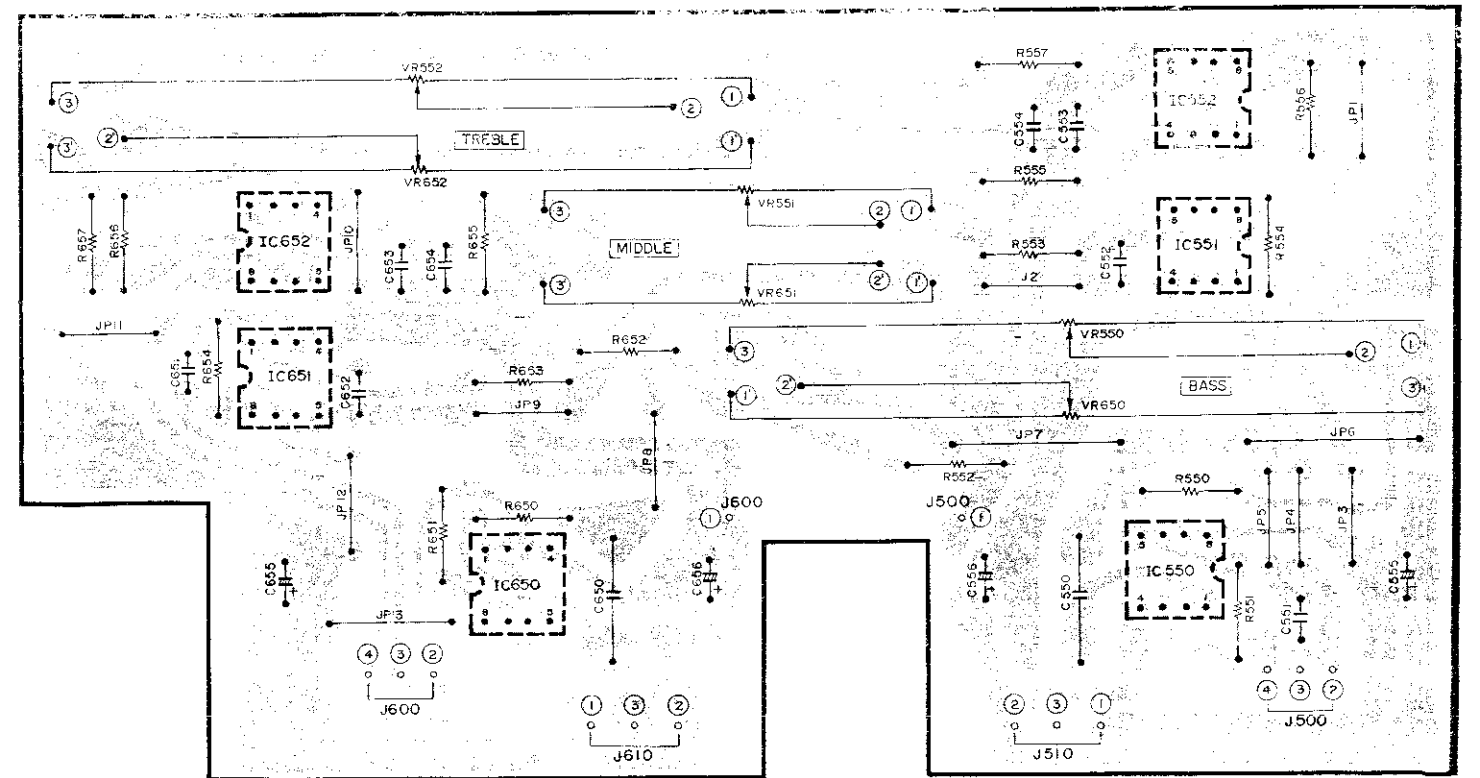 R557
VR552
IC552
R556
JP1
3 1
2
C554 C553
2' TREBLE
3' 1'
VR652
R555
3 VR551 2 1
R657 R656 IC652 JP10 C653 C654 R655
MIDDLE
R553
J2
C552
IC551
R554
3' 2' 1'
VR651
JP11
3 VR550 2 1
C651 R654 IC651 C652
R652
R653
JP9
1' 2' VR650 BASS 3'
JP7
JP6
JP8
R552
JP12
R651
R650
J600
1
J500
R550
JP5 JP4 JP3
C655
IC650
C650
C656
C556
C550
IC550
R551
C551
C555
JP13
4 3 2
J600
1 3 2
J610
2 3 1
J510
4 3 2
J500